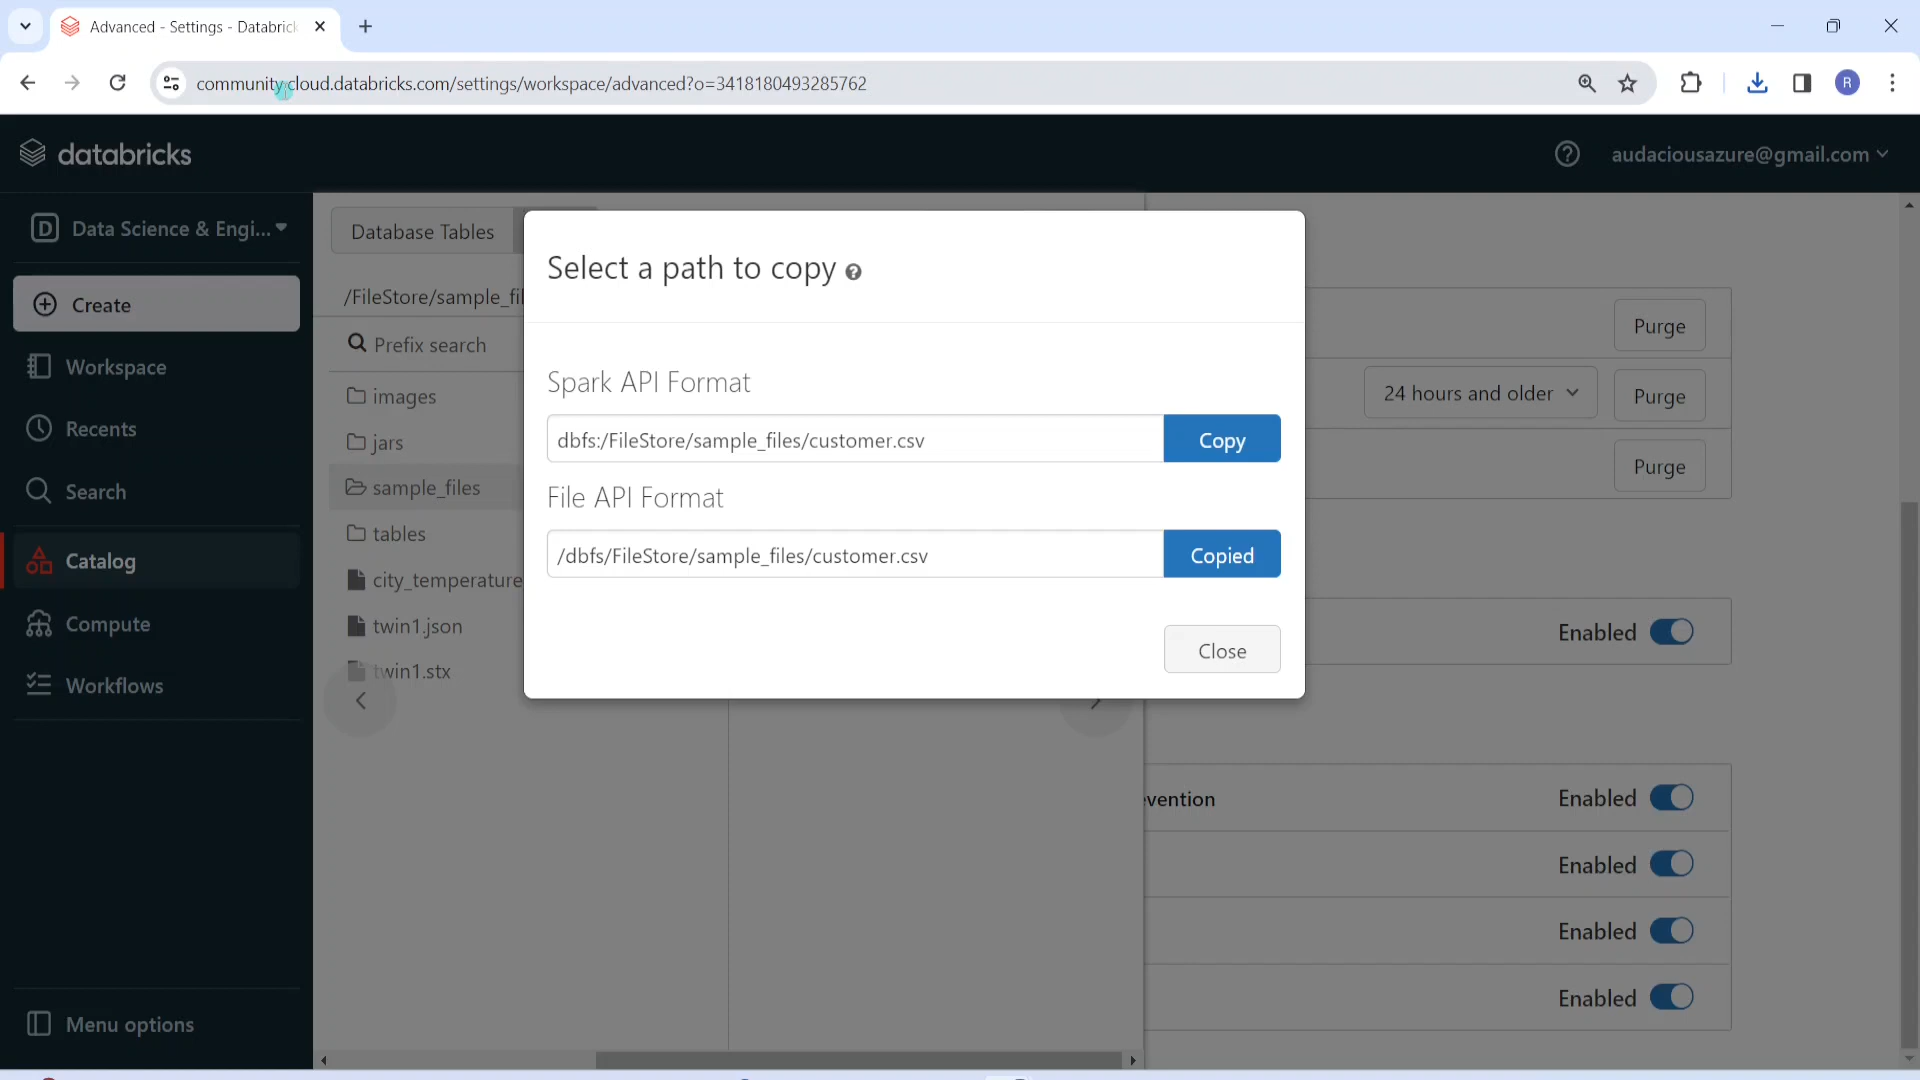 Advanced - Settings - Databrick
community.cloud.databricks.com/settings/workspace/advanced?o=3418180493285762
R
databricks
audaciousazure@gmail.com
D Data Science & Engi...
Create
Workspace
Recents
Search
Catalog
Compute
Workflows
Menu options
Database Tables
/FileStore/sample_fil
Prefix search
images
jars
sample_files
tables
city_temperature
twin1.json
twin1.stx
Select a path to copy
Spark API Format
dbfs:/FileStore/sample_files/customer.csv
Copy
File API Format
/dbfs/FileStore/sample_files/customer.csv
Copied
Close
Purge
24 hours and older
Purge
Purge
Enabled
vention
Enabled
Enabled
Enabled
Enabled